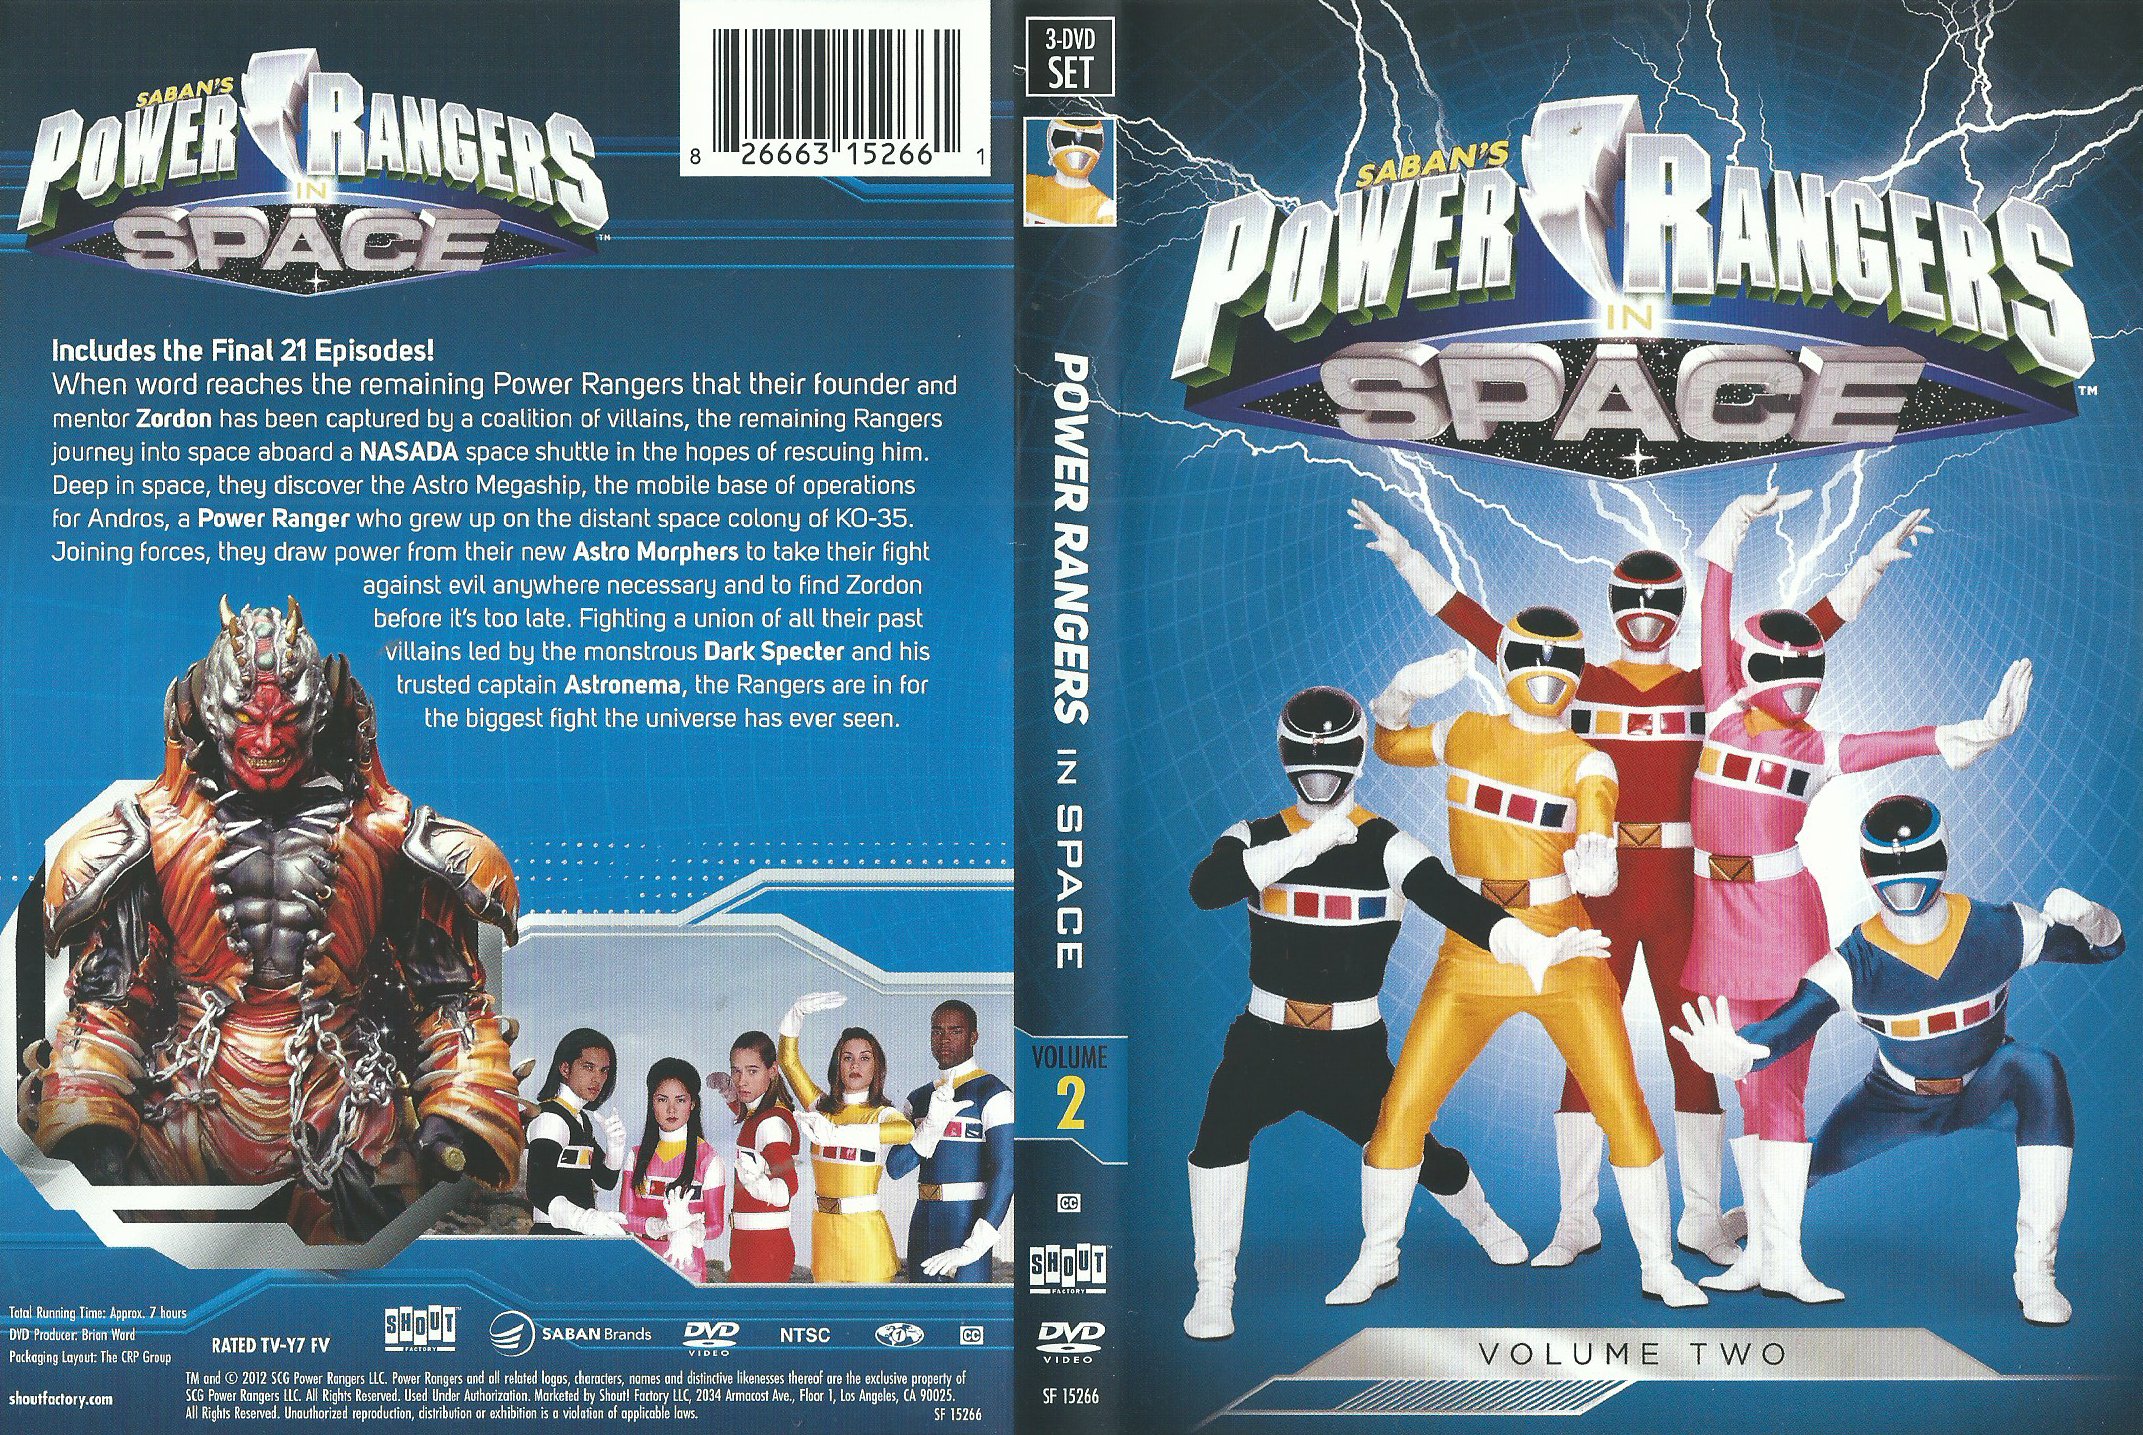 SABAN'S
POWER RANGERS
IN
SPACE
TM
8 26663 15266 1
Includes the Final 21 Episodes!
When word reaches the remaining Power Rangers that their founder and
mentor Zordon has been captured by a coalition of villains, the remaining Rangers
journey into space aboard a NASADA space shuttle in the hopes of rescuing him.
Deep in space, they discover the Astro Megaship, the mobile base of operations
for Andros, a Power Ranger who grew up on the distant space colony of KO-35.
Joining forces, they draw power from their new Astro Morphers to take their fight
against evil anywhere necessary and to find Zordon
before it's too late. Fighting a union of all their past
villains led by the monstrous Dark Specter and his
trusted captain Astronema, the Rangers are in for
the biggest fight the universe has ever seen.
Total Running Time: Approx. 7 hours
DVD Producer: Brian Ward
Packaging Layout: The CRP Group
shoutfactory.com
RATED TV-Y7 FV
SHOUT
FACTORY
SABAN Brands
DVD
VIDEO
NTSC
1
CC
TM and © 2012 SCG Power Rangers LLC. Power Rangers and all related logos, characters, names and distinctive likenesses thereof are the exclusive property of
SCG Power Rangers LLC. All Rights Reserved. Used Under Authorization. Marketed by Shout! Factory LLC, 2034 Armacost Ave., Floor 1, Los Angeles, CA 90025.
All Rights Reserved. Unauthorized reproduction, distribution or exhibition is a violation of applicable laws.
SF 15266
3-DVD
SET
POWER RANGERS IN SPACE
VOLUME
2
CC
SHOUT
FACTORY
DVD
VIDEO
SF 15266
SABAN'S
POWER RANGERS
IN
SPACE
TM
VOLUME TWO